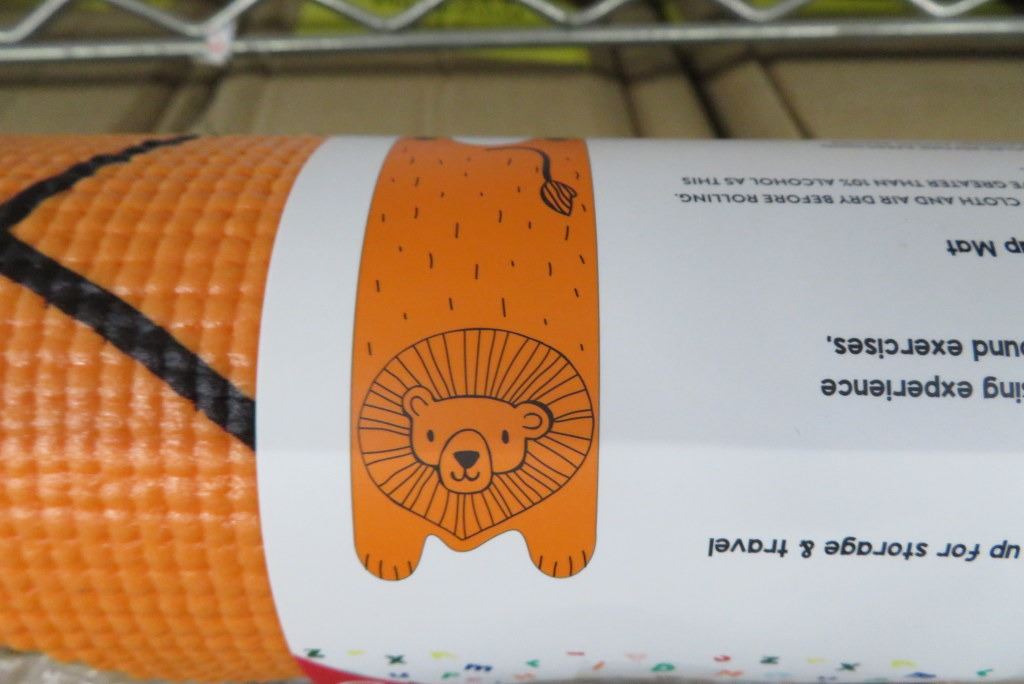 up for storage & travel
sing experience
und exercises.
up Mat
CLOTH AND AIR DRY BEFORE ROLLING.
E GREATER THAN 10% ALCOHOL AS THIS